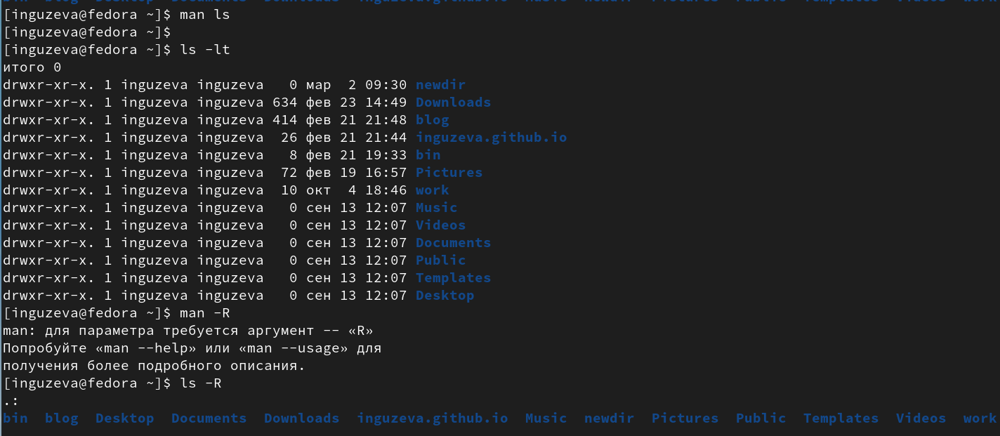 bin blog Desktop Documents Downloads inguzeva.github.io Music newdir Pictures Public Templates Videos work
[inguzeva@fedora ~]$ man ls
[inguzeva@fedora ~]$
[inguzeva@fedora ~]$ ls -lt
итого 0
drwxr-xr-x. 1 inguzeva inguzeva   0 мар  2 09:30 newdir
drwxr-xr-x. 1 inguzeva inguzeva 634 фев 23 14:49 Downloads
drwxr-xr-x. 1 inguzeva inguzeva 414 фев 21 21:48 blog
drwxr-xr-x. 1 inguzeva inguzeva  26 фев 21 21:44 inguzeva.github.io
drwxr-xr-x. 1 inguzeva inguzeva   8 фев 21 19:33 bin
drwxr-xr-x. 1 inguzeva inguzeva  72 фев 19 16:57 Pictures
drwxr-xr-x. 1 inguzeva inguzeva  10 окт  4 18:46 work
drwxr-xr-x. 1 inguzeva inguzeva   0 сен 13 12:07 Music
drwxr-xr-x. 1 inguzeva inguzeva   0 сен 13 12:07 Videos
drwxr-xr-x. 1 inguzeva inguzeva   0 сен 13 12:07 Documents
drwxr-xr-x. 1 inguzeva inguzeva   0 сен 13 12:07 Public
drwxr-xr-x. 1 inguzeva inguzeva   0 сен 13 12:07 Templates
drwxr-xr-x. 1 inguzeva inguzeva   0 сен 13 12:07 Desktop
[inguzeva@fedora ~]$ man -R
man: для параметра требуется аргумент -- «R»
Попробуйте «man --help» или «man --usage» для
получения более подробного описания.
[inguzeva@fedora ~]$ ls -R
.:
bin  blog  Desktop  Documents  Downloads  inguzeva.github.io  Music  newdir  Pictures  Public  Templates  Videos  work